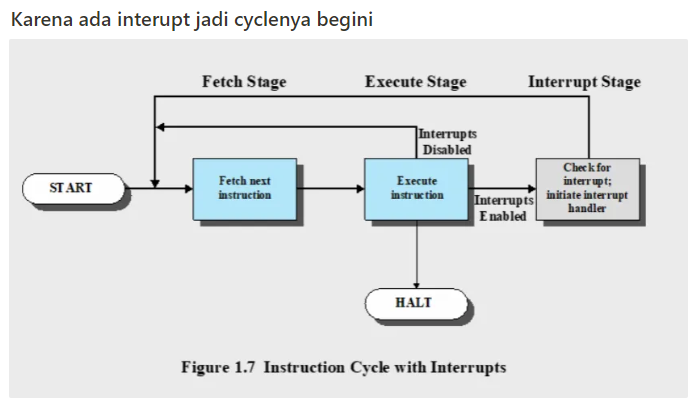 Karena ada interupt jadi cyclenya begini
Fetch Stage
Execute Stage
Interrupt Stage
START
Fetch next
instruction
Execute
instruction
Interrupts
Disabled
Interrupts
Enabled
Check for
interrupt;
initiate interrupt
handler
HALT
Figure 1.7 Instruction Cycle with Interrupts